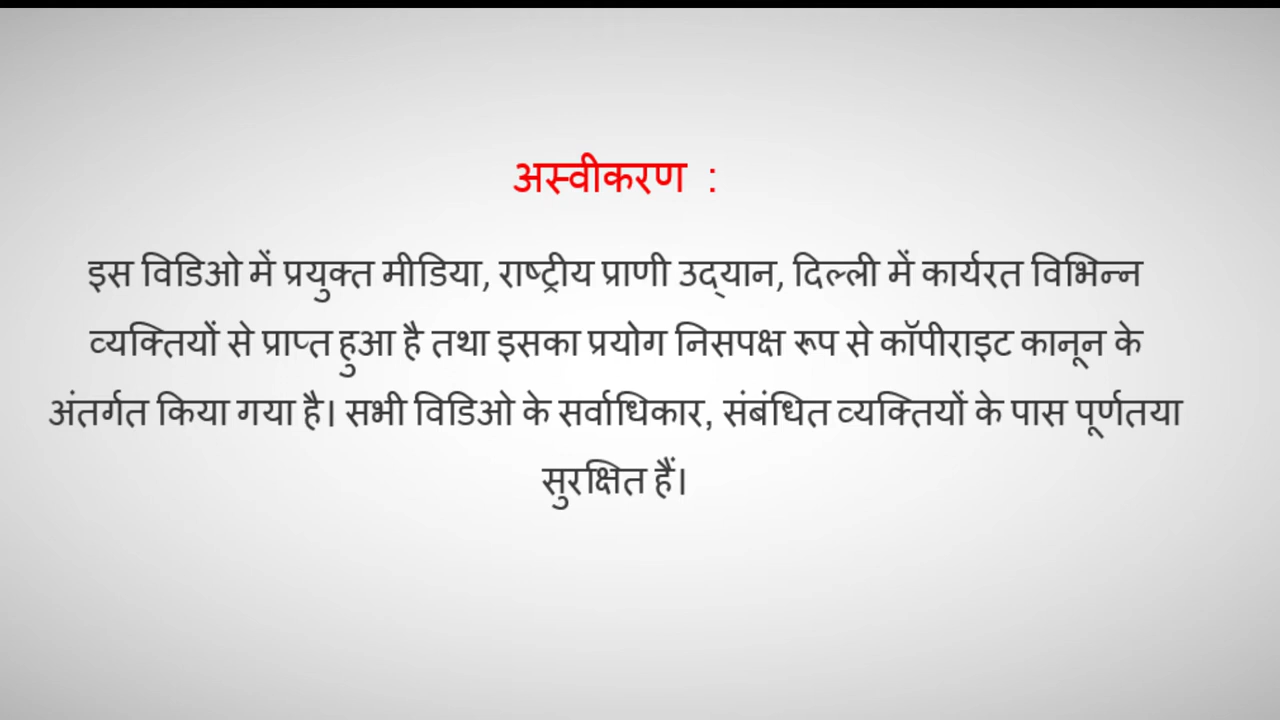 अस्वीकरण :
इस विडिओ में प्रयुक्त मीडिया, राष्ट्रीय प्राणी उद्यान, दिल्ली में कार्यरत विभिन्न
व्यक्तियों से प्राप्त हुआ है तथा इसका प्रयोग निसपक्ष रूप से कॉपीराइट कानून के
अंतर्गत किया गया है। सभी विडिओ के सर्वाधिकार, संबंधित व्यक्तियों के पास पूर्णतया
सुरक्षित हैं।